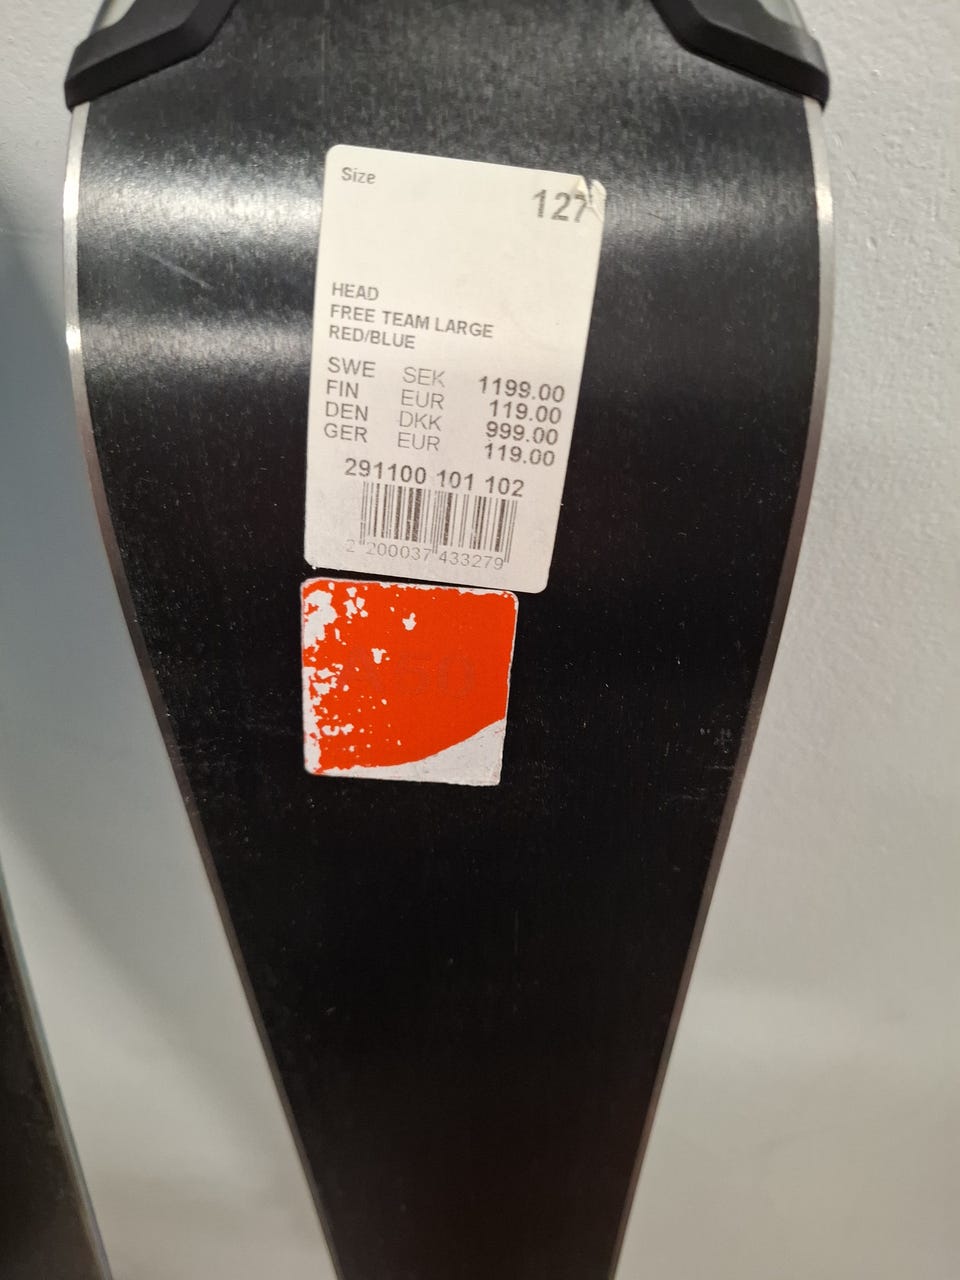 Size
127
HEAD
FREE TEAM LARGE
RED/BLUE
SWE SEK 1199.00
FIN EUR 119.00
DEN DKK 999.00
GER EUR 119.00
291100 101 102
2 200037 433279